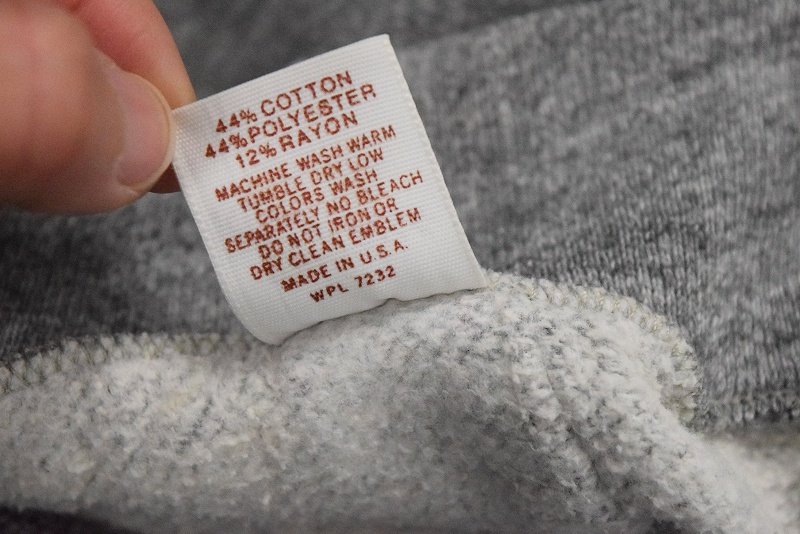 44% COTTON
44% POLYESTER
12% RAYON
MACHINE WASH WARM
TUMBLE DRY LOW
COLORS WASH
SEPARATELY NO BLEACH
DO NOT IRON OR
DRY CLEAN EMBLEM
MADE IN U.S.A.
WPL 7232